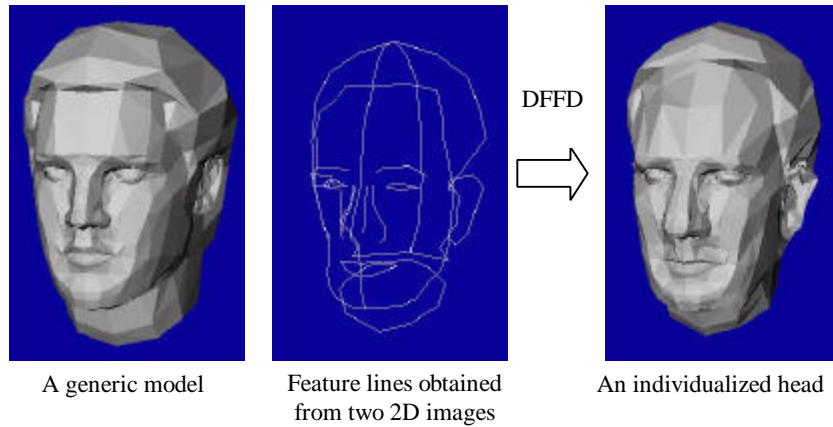 DFFD
A generic model
Feature lines obtained
from two 2D images
An individualized head